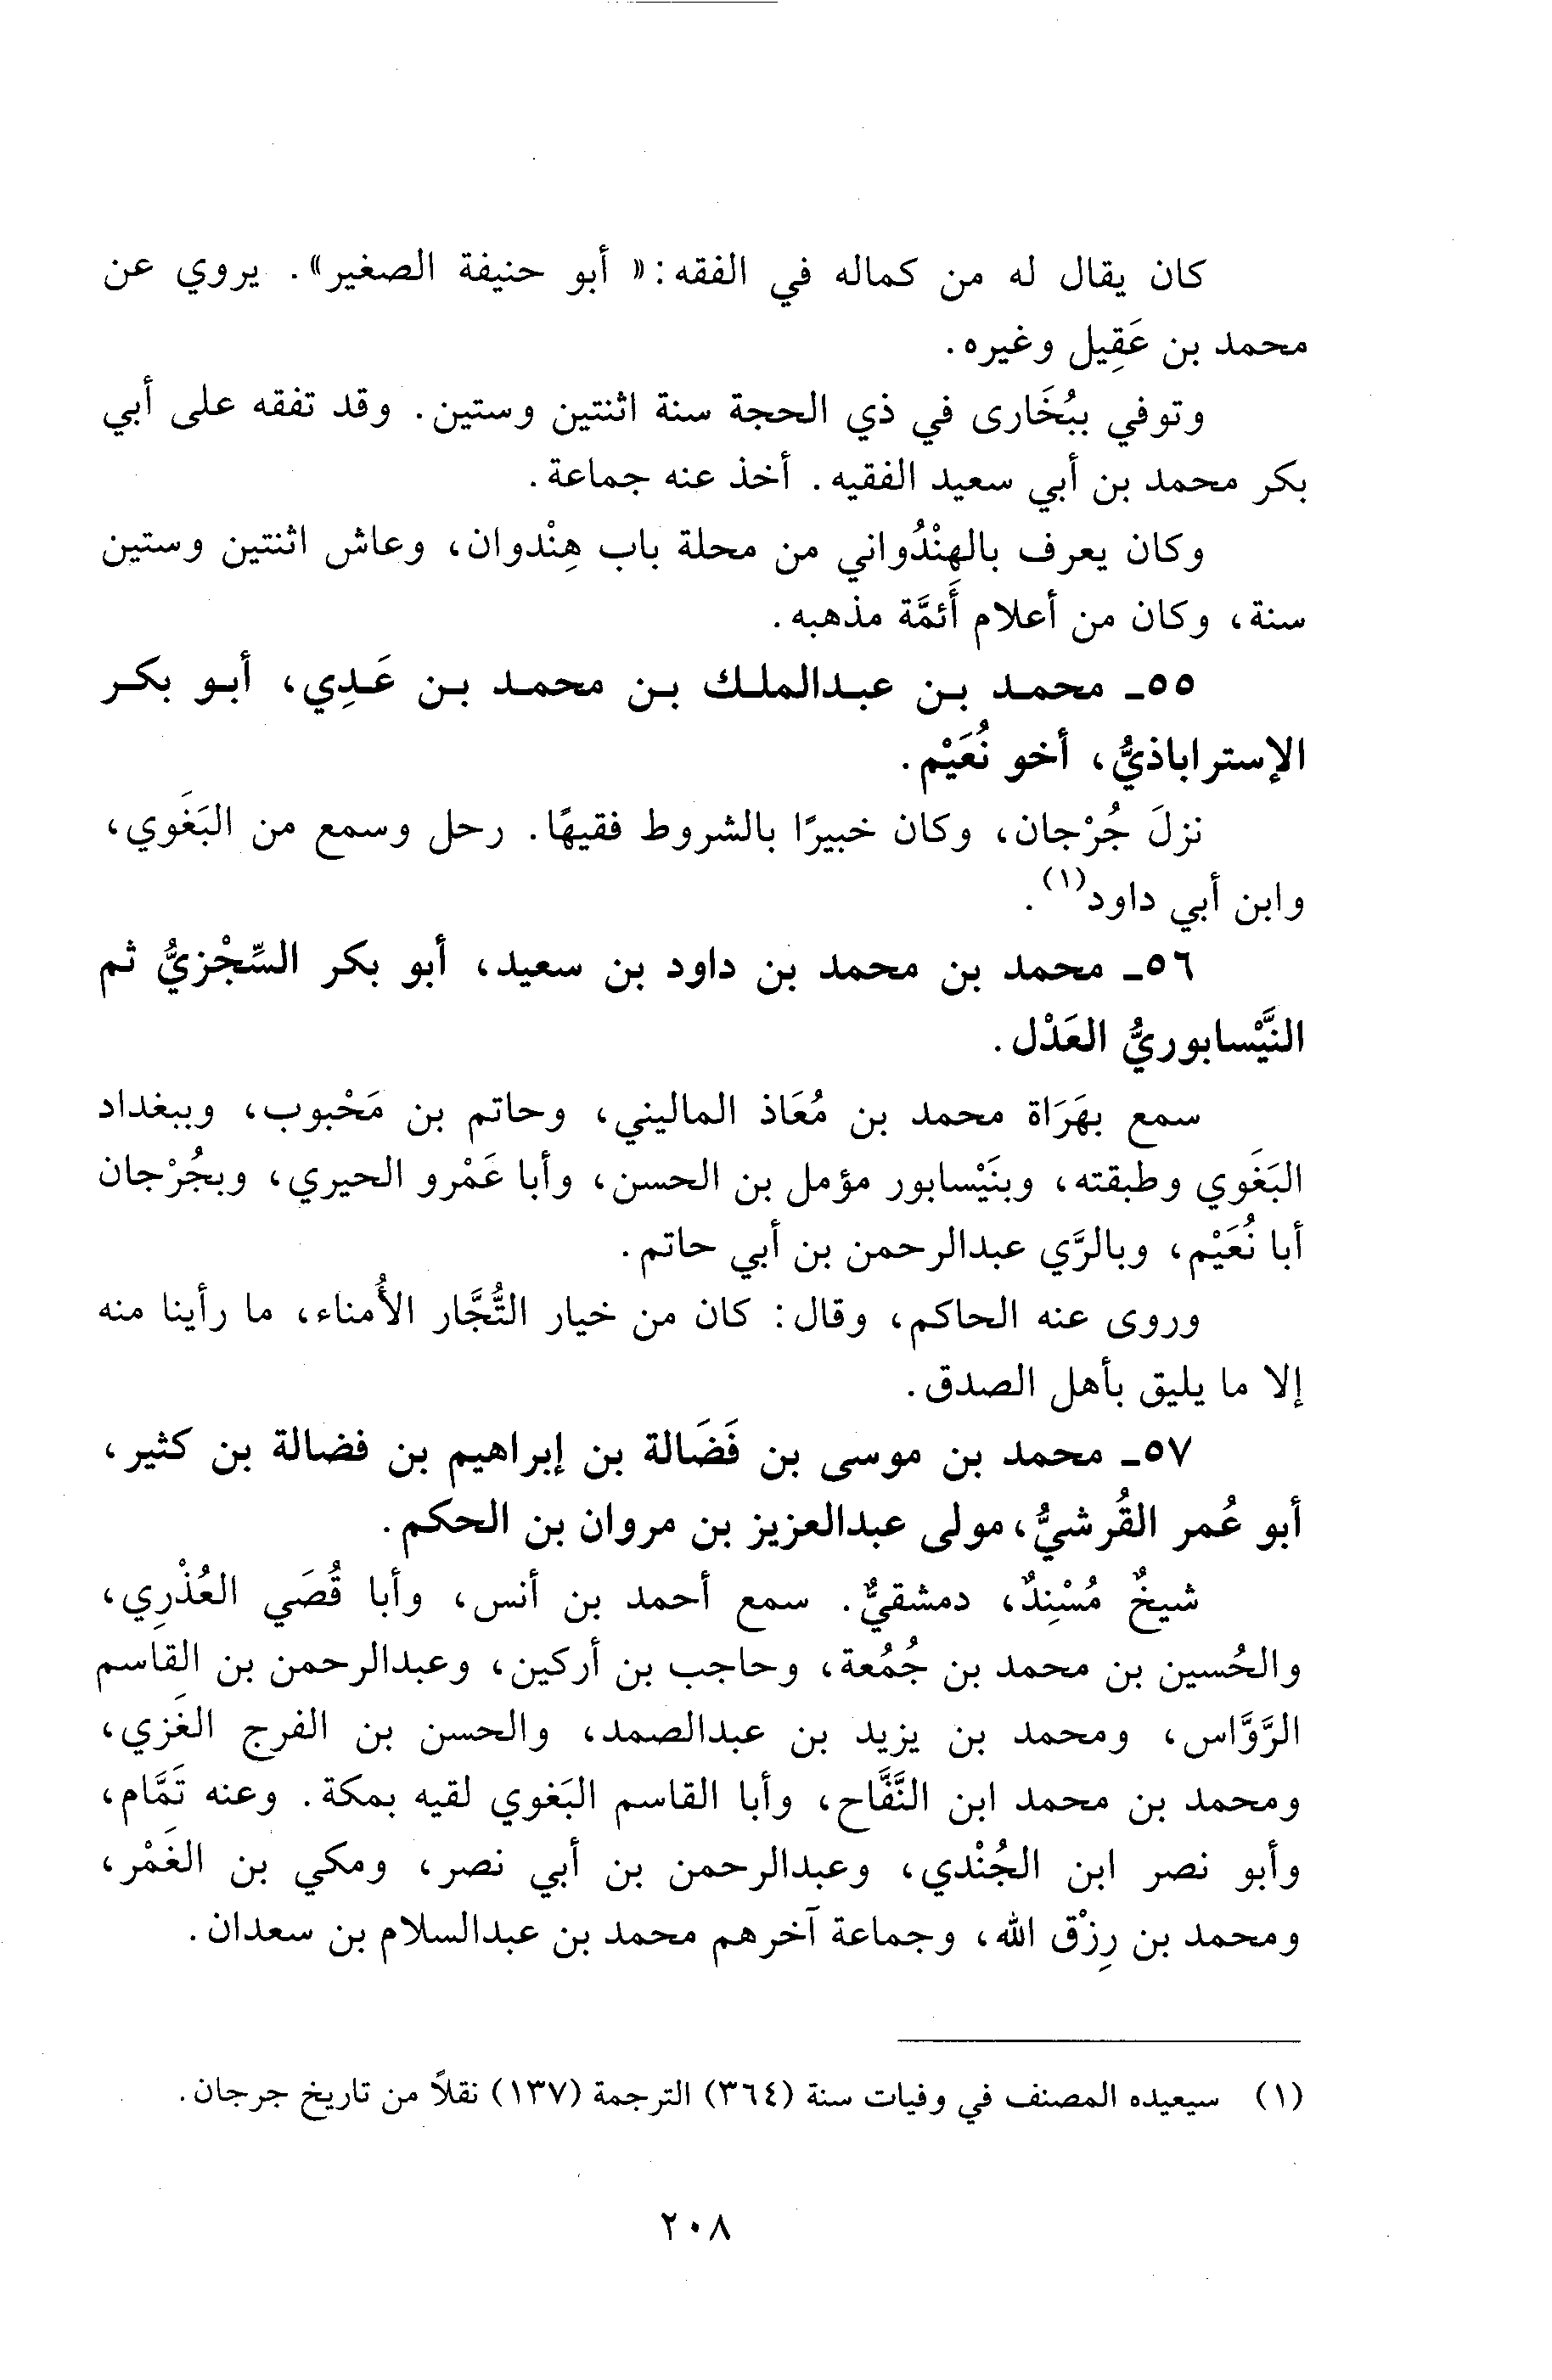 كان يقال له من كماله في الفقه: « أبو حنيفة الصغير». يروي عن
محمد بن عَقِيل وغيره.
وتوفي ببُخَارى في ذي الحجة سنة اثنتين وستين. وقد تفقه على أبي
بكر محمد بن أبي سعيد الفقيه. أخذ عنه جماعة.
وكان يعرف بالهِنْدُواني من محلة باب هِنْدوان، وعاش اثنتين وستين
سنة، وكان من أعلام أَئمَّة مذهبه.
٥٥ـ محمد بن عبدالملك بن محمد بن عَدِي، أبو بكر
الإستراباذيُّ، أخو نُعَيْم.
نزلَ جُرْجان، وكان خبيرًا بالشروط فقيهًا. رحل وسمع من البَغَوي،
وابن أبي داود(١).
٥٦ـ محمد بن محمد بن داود بن سعيد، أبو بكر السِّجْزيُّ ثم
النَّيْسابوريُّ العَدْل.
سمع بهَرَاة محمد بن مُعَاذ الماليني، وحاتم بن مَحْبوب، وببغداد
البَغَوي وطبقته، وبنَيْسابور مؤمل بن الحسن، وأبا عَمْرو الحيري، وبجُرْجان
أبا نُعَيْم، وبالرَّي عبدالرحمن بن أبي حاتم.
وروى عنه الحاكم، وقال: كان من خيار التُّجَّار الأُمناء، ما رأينا منه
إلا ما يليق بأهل الصدق.
٥٧ـ محمد بن موسى بن فَضَالة بن إبراهيم بن فضالة بن كثير،
أبو عُمر القُرشيُّ، مولى عبدالعزيز بن مروان بن الحكم.
شيخٌ مُسْنِدٌ، دمشقيٌّ. سمع أحمد بن أنس، وأبا قُصَي العُذْرِي،
والحُسين بن محمد بن جُمُعة، وحاجب بن أركين، وعبدالرحمن بن القاسم
الرَّوَّاس، ومحمد بن يزيد بن عبدالصمد، والحسن بن الفرج الغَزي،
ومحمد بن محمد ابن النَّفَّاح، وأبا القاسم البَغوي لقيه بمكة. وعنه تَمَّام،
وأبو نصر ابن الجُنْدي، وعبدالرحمن بن أبي نصر، ومكي بن الغَمْر،
ومحمد بن رِزْق الله، وجماعة آخرهم محمد بن عبدالسلام بن سعدان.
(١) سيعيده المصنف في وفيات سنة (٣٦٤) الترجمة (١٣٧) نقلاً من تاريخ جرجان.
٢٠٨